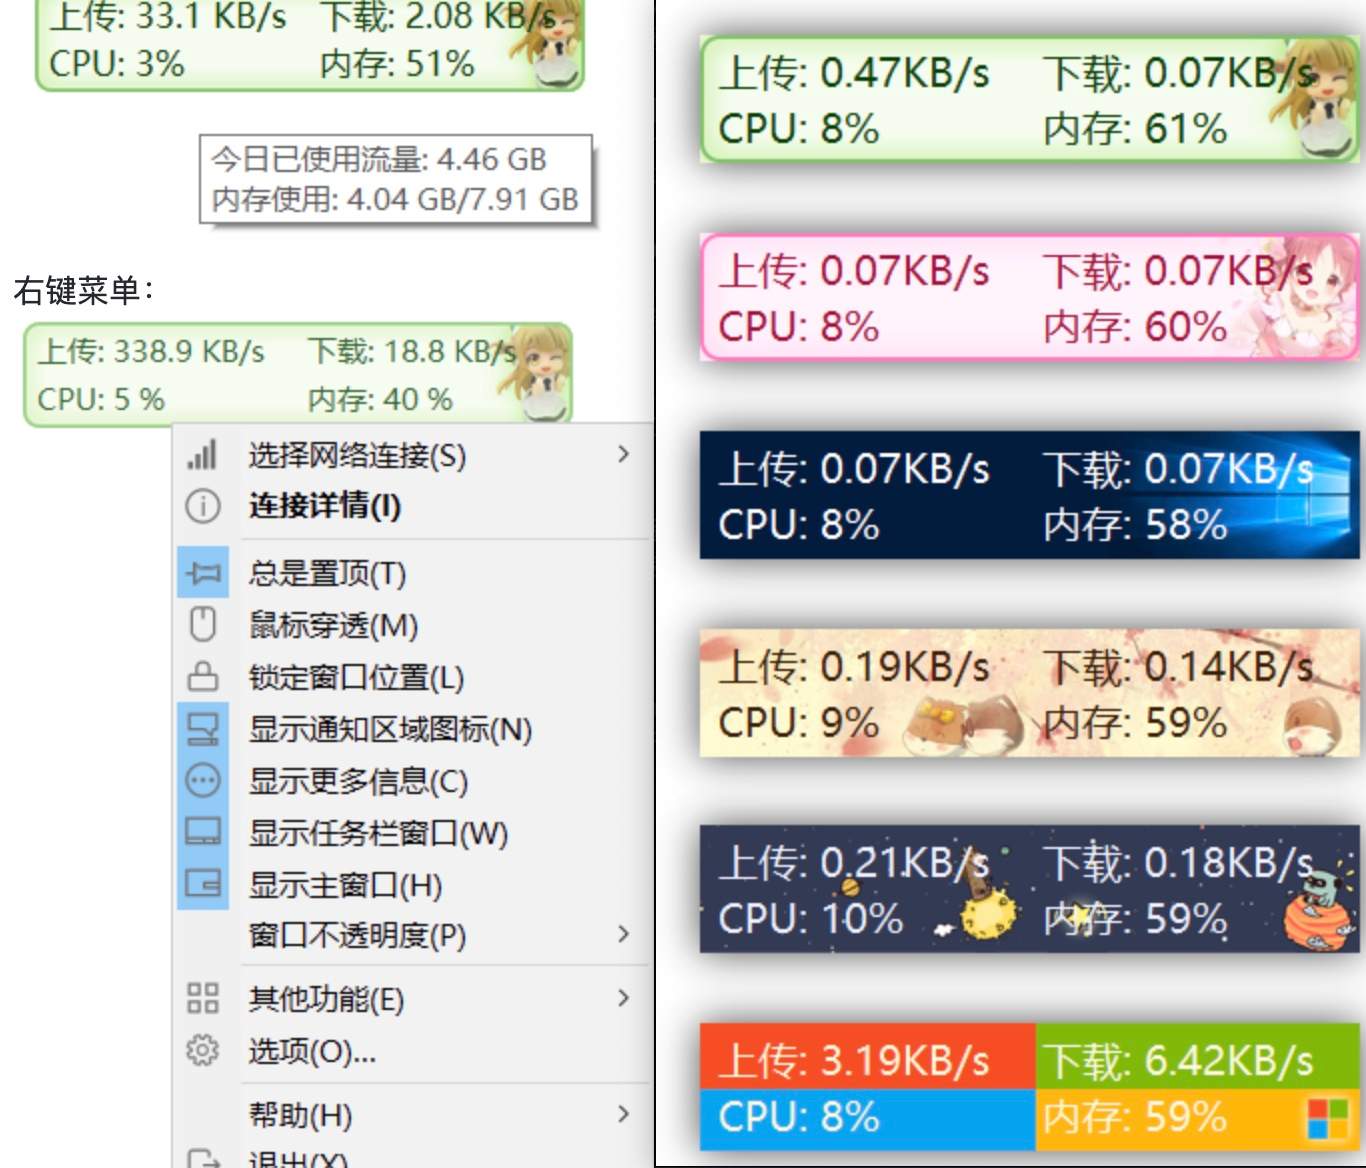 上传: 33.1 KB/s 下载: 2.08 KB/s
CPU: 3% 内存: 51%
今日已使用流量: 4.46 GB
内存使用: 4.04 GB/7.91 GB
右键菜单：
上传: 338.9 KB/s 下载: 18.8 KB/s
CPU: 5 % 内存: 40 %
选择网络连接(S)
连接详情(I)
总是置顶(T)
鼠标穿透(M)
锁定窗口位置(L)
显示通知区域图标(N)
显示更多信息(C)
显示任务栏窗口(W)
显示主窗口(H)
窗口不透明度(P)
其他功能(E)
选项(O)...
帮助(H)
退出(X)
上传: 0.47KB/s 下载: 0.07KB/s
CPU: 8% 内存: 61%
上传: 0.07KB/s 下载: 0.07KB/s
CPU: 8% 内存: 60%
上传: 0.07KB/s 下载: 0.07KB/s
CPU: 8% 内存: 58%
上传: 0.19KB/s 下载: 0.14KB/s
CPU: 9% 内存: 59%
上传: 0.21KB/s 下载: 0.18KB/s
CPU: 10% 内存: 59%
上传: 3.19KB/s 下载: 6.42KB/s
CPU: 8% 内存: 59%